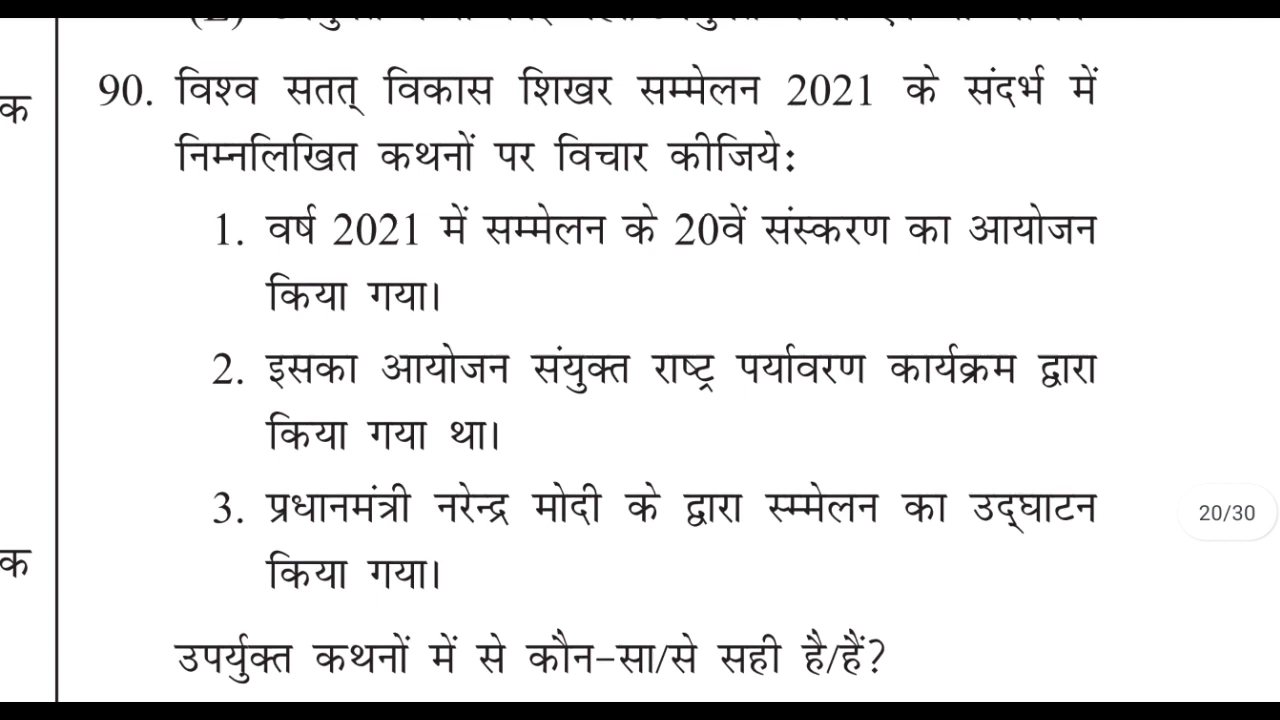 क
90. विश्व सतत् विकास शिखर सम्मेलन 2021 के संदर्भ में
निम्नलिखित कथनों पर विचार कीजिये:
1. वर्ष 2021 में सम्मेलन के 20वें संस्करण का आयोजन
किया गया।
2. इसका आयोजन संयुक्त राष्ट्र पर्यावरण कार्यक्रम द्वारा
किया गया था।
3. प्रधानमंत्री नरेन्द्र मोदी के द्वारा स्म्मेलन का उद्घाटन
20/30
क
किया गया।
उपर्युक्त कथनों में से कौन-सा/से सही है/हैं?